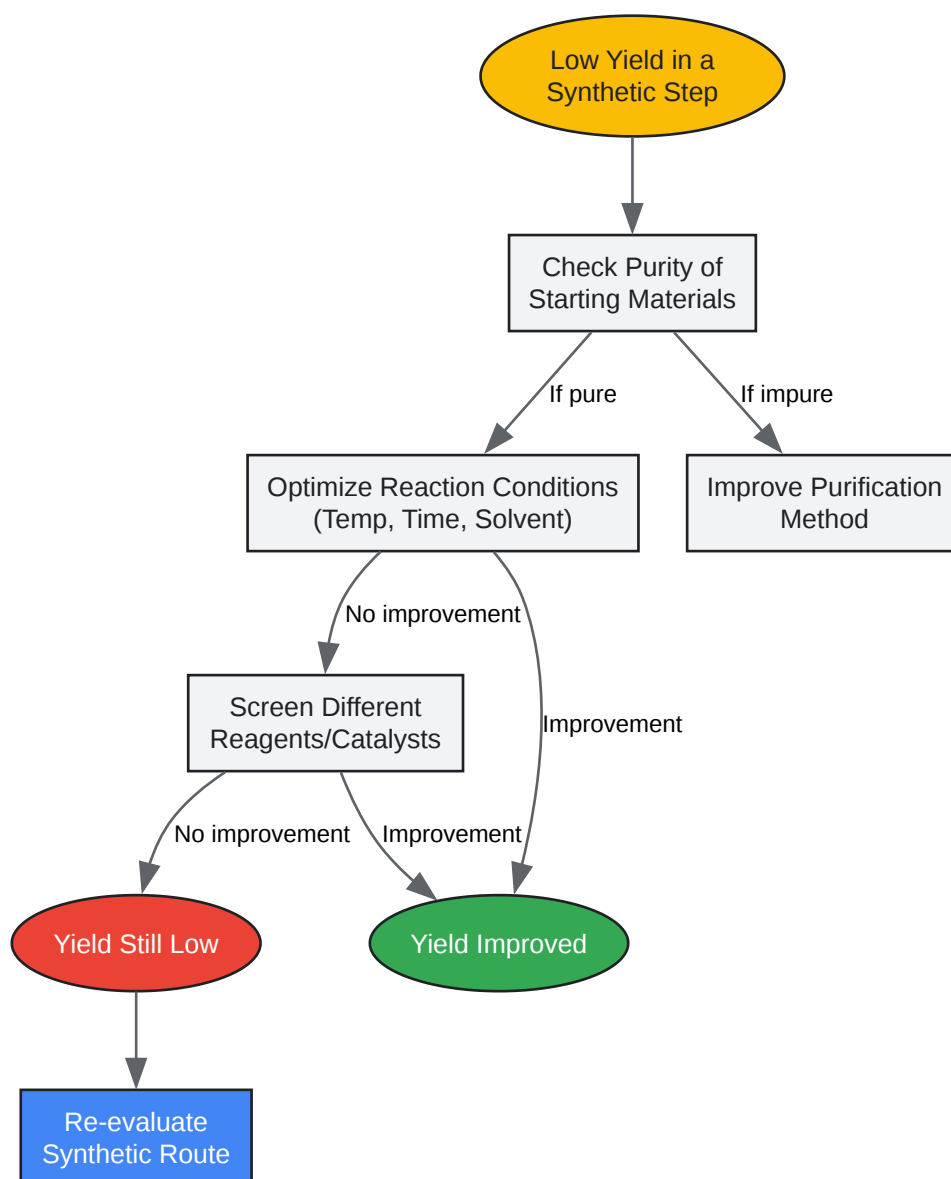 Low Yield in a
Synthetic Step
Check Purity of
Starting Materials
If pure
If impure
Optimize Reaction Conditions
(Temp, Time, Solvent)
Improve Purification
Method
No improvement
Screen Different
Reagents/Catalysts
Improvement
No improvement
Improvement
Yield Still Low
Yield Improved
Re-evaluate
Synthetic Route